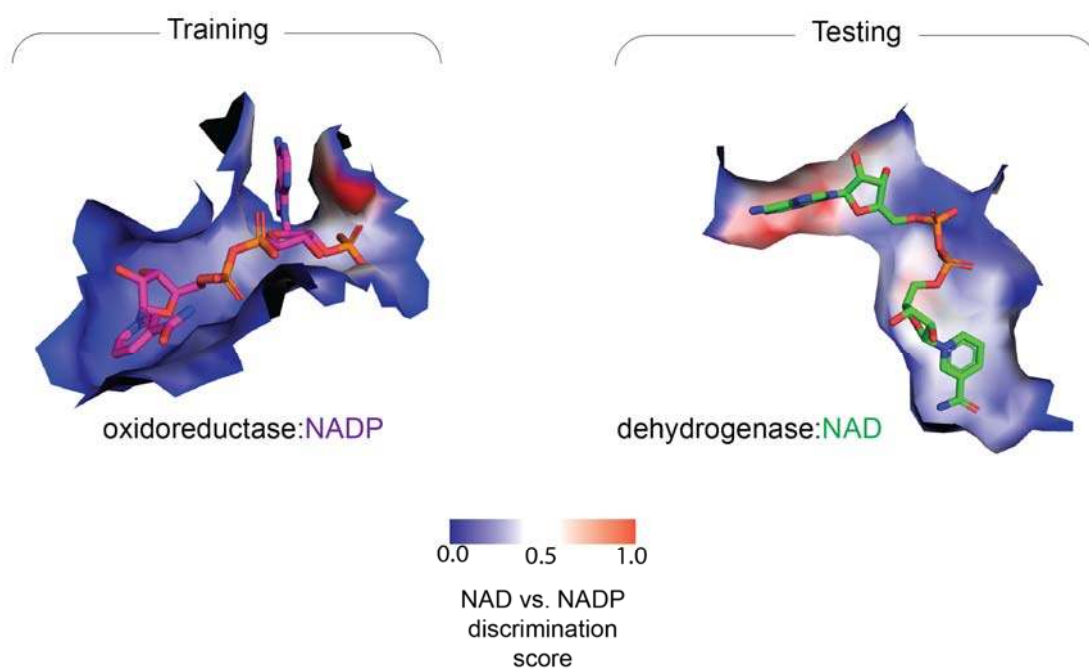 Training
Testing
oxidoreductase:NADP
dehydrogenase:NAD
0.0 0.5 1.0
NAD vs. NADP
discrimination
score